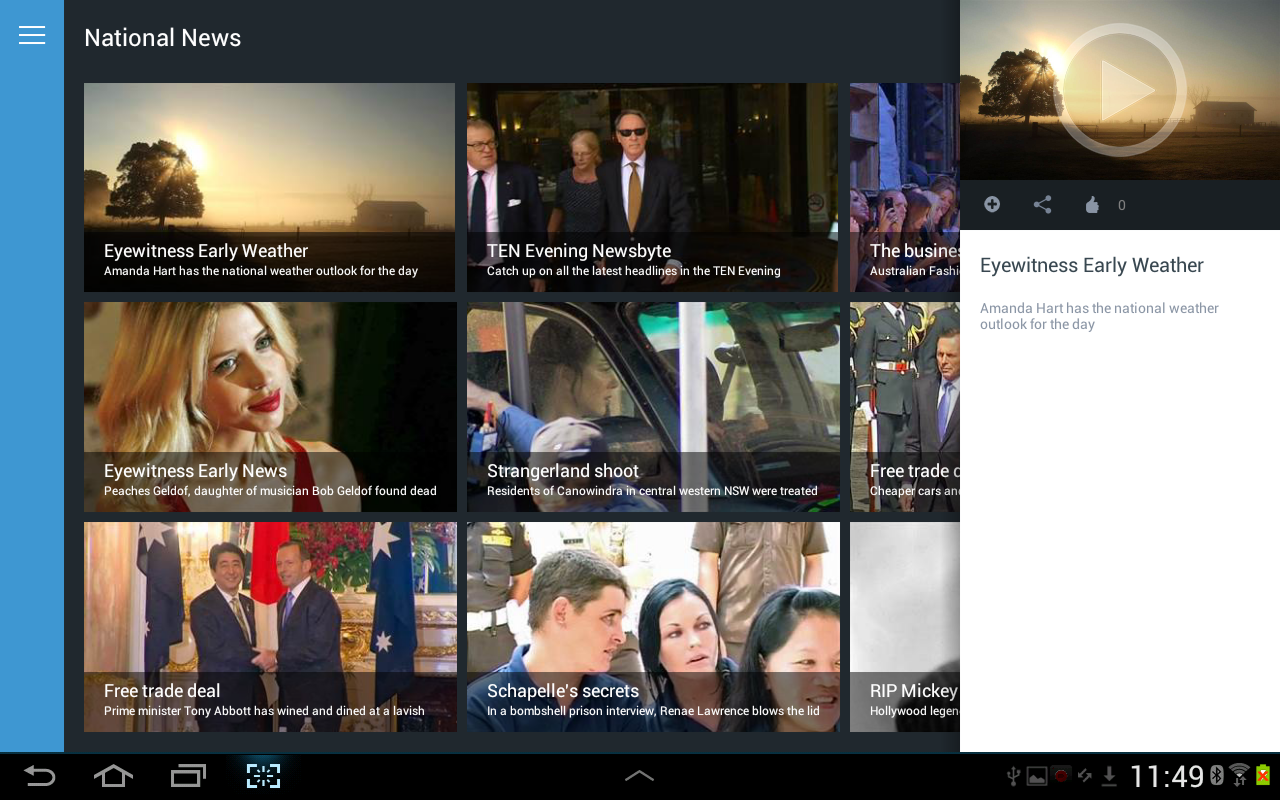 National News
Eyewitness Early Weather
Amanda Hart has the national weather outlook for the day
TEN Evening Newsbyte
Catch up on all the latest headlines in the TEN Evening
The busines
Australian Fashi
Eyewitness Early News
Peaches Geldof, daughter of musician Bob Geldof found dead
Strangerland shoot
Residents of Canowindra in central western NSW were treated
Free trade d
Cheaper cars and
Free trade deal
Prime minister Tony Abbott has wined and dined at a lavish
Schapelle's secrets
In a bombshell prison interview, Renae Lawrence blows the lid
RIP Mickey
Hollywood legen
0
Eyewitness Early Weather
Amanda Hart has the national weather
outlook for the day
11:49